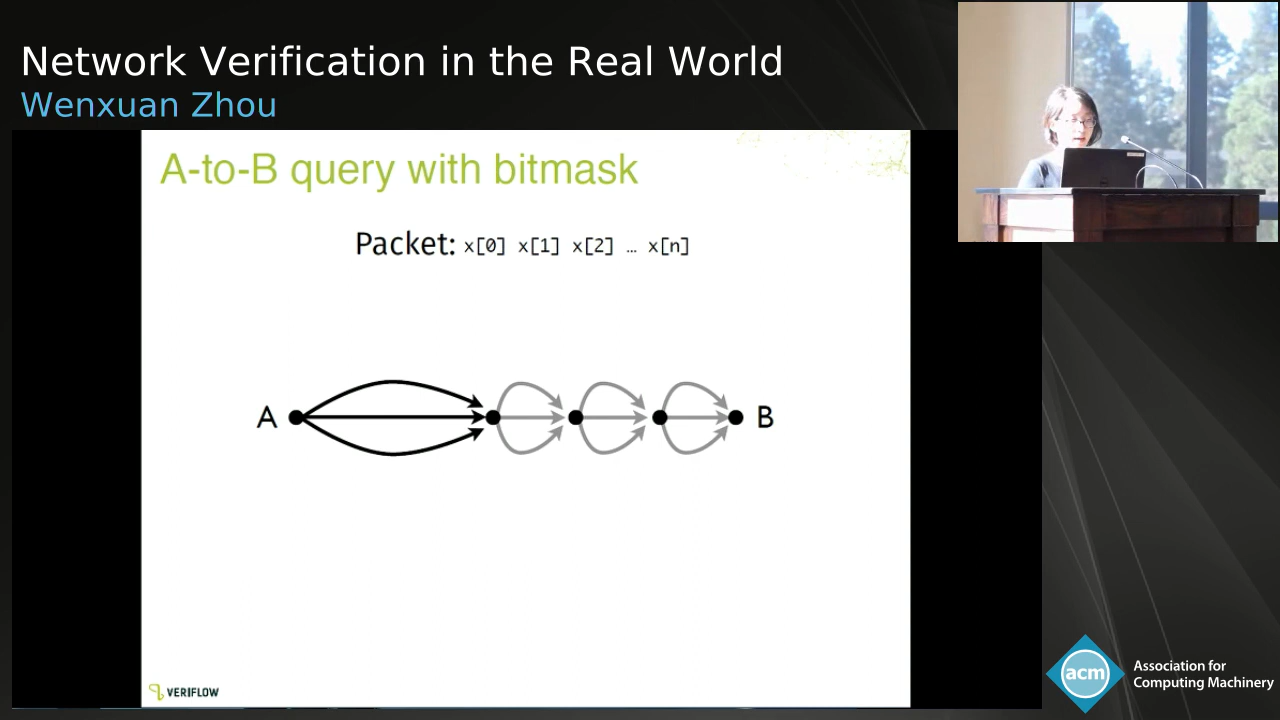 Network Verification in the Real World
Wenxuan Zhou
A-to-B query with bitmask
Packet: x[0] x[1] x[2] … x[n]
A B
VERIFLOW
acm Association for
Computing Machinery